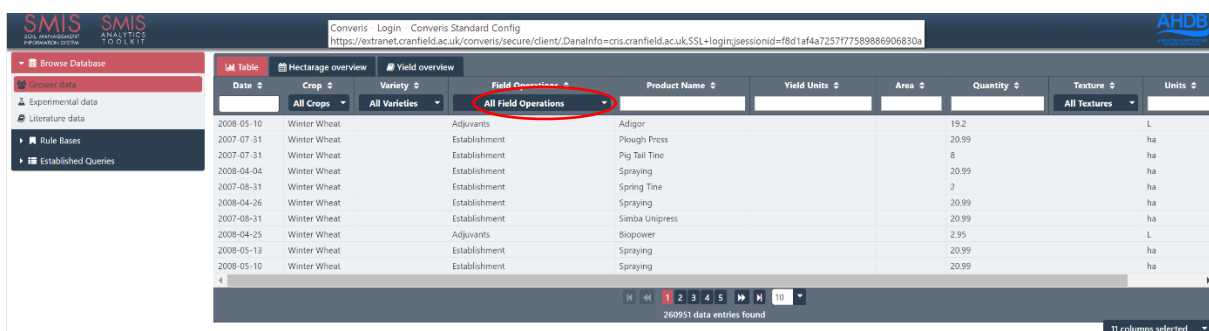 SMIS SMIS AHDB
SOIL MANAGEMENT INFORMATION SYSTEM ANALYTICS TOOLKIT
Converis - Login - Converis Standard Config
https://extranet.cranfield.ac.uk/converis/secure/client/,DanaInfo=cris.cranfield.ac.uk,SSL+login;jsessionid=f8d1af4a7257f77589886906830a
Browse Database
Grower data
Experimental data
Literature data
Rule Bases
Established Queries
Table Hectarage overview Yield overview
Date Crop Variety Field Operations Product Name Yield Units Area Quantity Texture Units
All Crops All Varieties All Field Operations All Textures
2008-05-10 Winter Wheat Adjuvants Adigor 19.2 L
2007-07-31 Winter Wheat Establishment Plough Press 20.99 ha
2007-07-31 Winter Wheat Establishment Pig Tail Tine 8 ha
2008-04-04 Winter Wheat Establishment Spraying 20.99 ha
2007-08-31 Winter Wheat Establishment Spring Tine 2 ha
2008-04-26 Winter Wheat Establishment Spraying 20.99 ha
2007-08-31 Winter Wheat Establishment Simba Unipress 20.99 ha
2008-04-25 Winter Wheat Adjuvants Biopower 2.95 L
2008-05-13 Winter Wheat Establishment Spraying 20.99 ha
2008-05-10 Winter Wheat Establishment Spraying 20.99 ha
1 2 3 4 5 10
260951 data entries found
11 columns selected